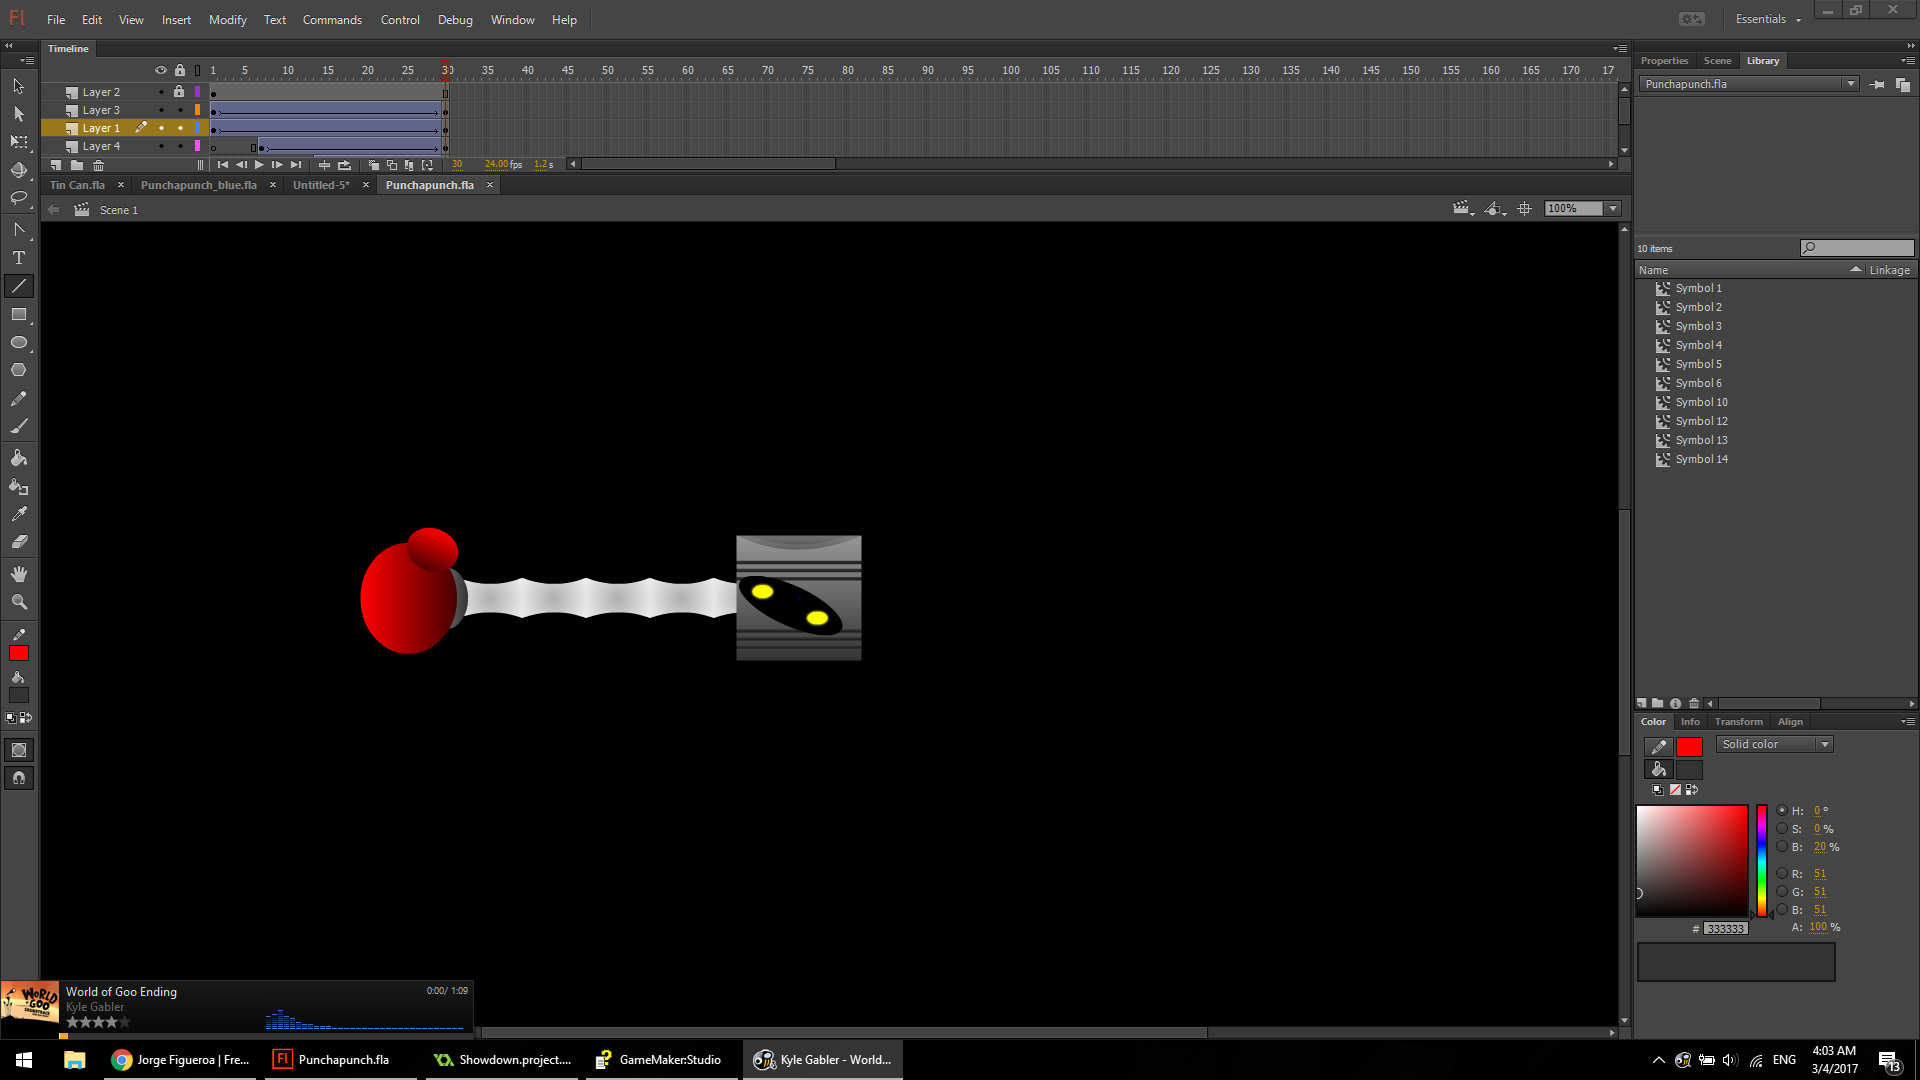 Fl File Edit View Insert Modify Text Commands Control Debug Window Help Essentials
Timeline
1 5 10 15 20 25 30 35 40 45 50 55 60 65 70 75 80 85 90 95 100 105 110 115 120 125 130 135 140 145 150 155 160 165 170 17
Layer 2
Layer 3
Layer 1
Layer 4
30 24.00 fps 1.2 s
Tin Can.fla Punchapunch_blue.fla Untitled-5* Punchapunch.fla
Scene 1
100%
Properties Scene Library
Punchapunch.fla
10 items
Name Linkage
Symbol 1
Symbol 2
Symbol 3
Symbol 4
Symbol 5
Symbol 6
Symbol 10
Symbol 12
Symbol 13
Symbol 14
Color Info Transform Align
Solid color
H: 0 °
S: 0 %
B: 20 %
R: 51
G: 51
B: 51
A: 100 %
# 333333
WORLD of GOO
World of Goo Ending 0:00/ 1:09
Kyle Gabler
Jorge Figueroa | Fre... Fl Punchapunch.fla Showdown.project.... GameMaker:Studio Kyle Gabler - World...
ENG
4:03 AM
3/4/2017
13